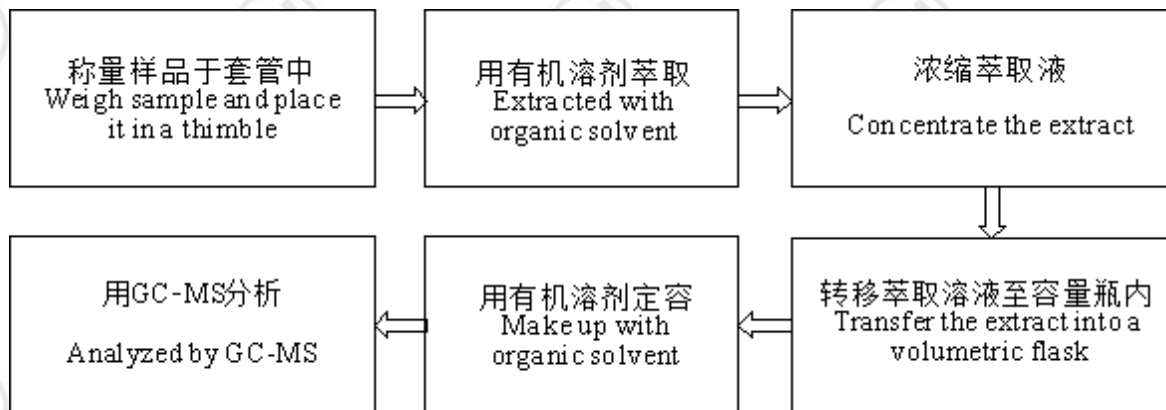 称量样品于套管中
Weigh sample and place
it in a thimble
用有机溶剂萃取
Extracted with
organic solvent
浓缩萃取液
Concentrate the extract
转移萃取溶液至容量瓶内
Transfer the extract into a
volumetric flask
用有机溶剂定容
Make up with
organic solvent
用GC-MS分析
Analyzed by GC-MS